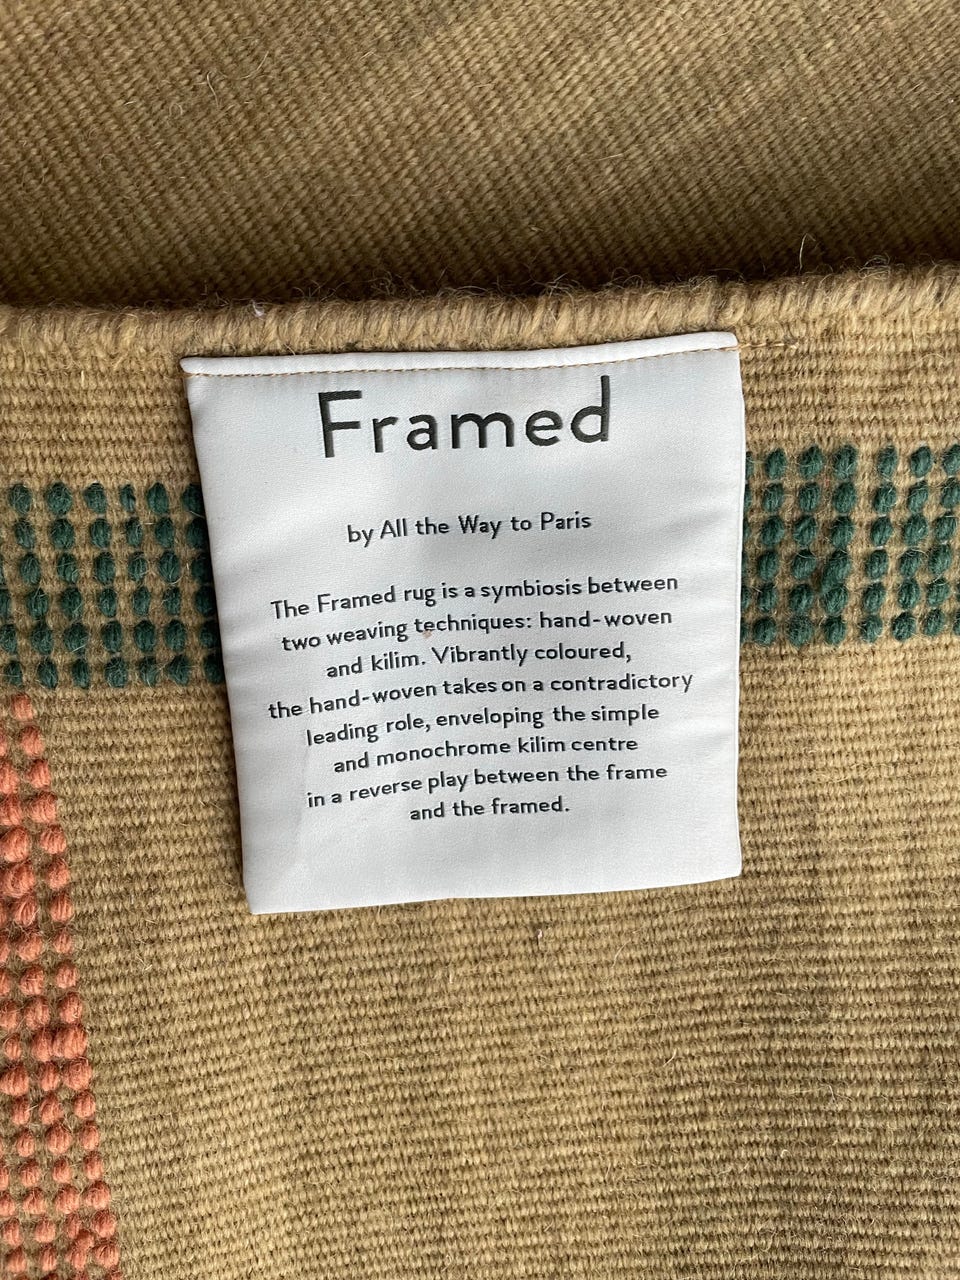 Framed
by All the Way to Paris
The Framed rug is a symbiosis between
two weaving techniques: hand-woven
and kilim. Vibrantly coloured,
the hand-woven takes on a contradictory
leading role, enveloping the simple
and monochrome kilim centre
in a reverse play between the frame
and the framed.